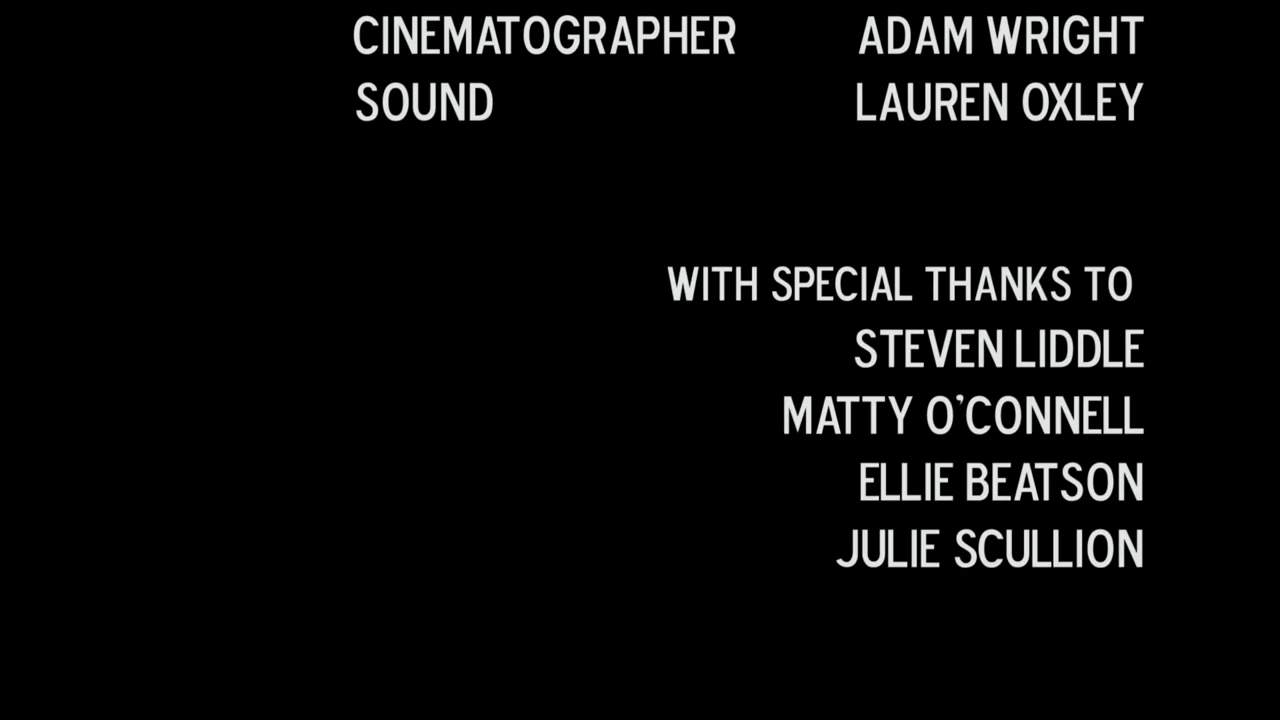 CINEMATOGRAPHER ADAM WRIGHT
SOUND LAUREN OXLEY
WITH SPECIAL THANKS TO
STEVEN LIDDLE
MATTY O'CONNELL
ELLIE BEATSON
JULIE SCULLION